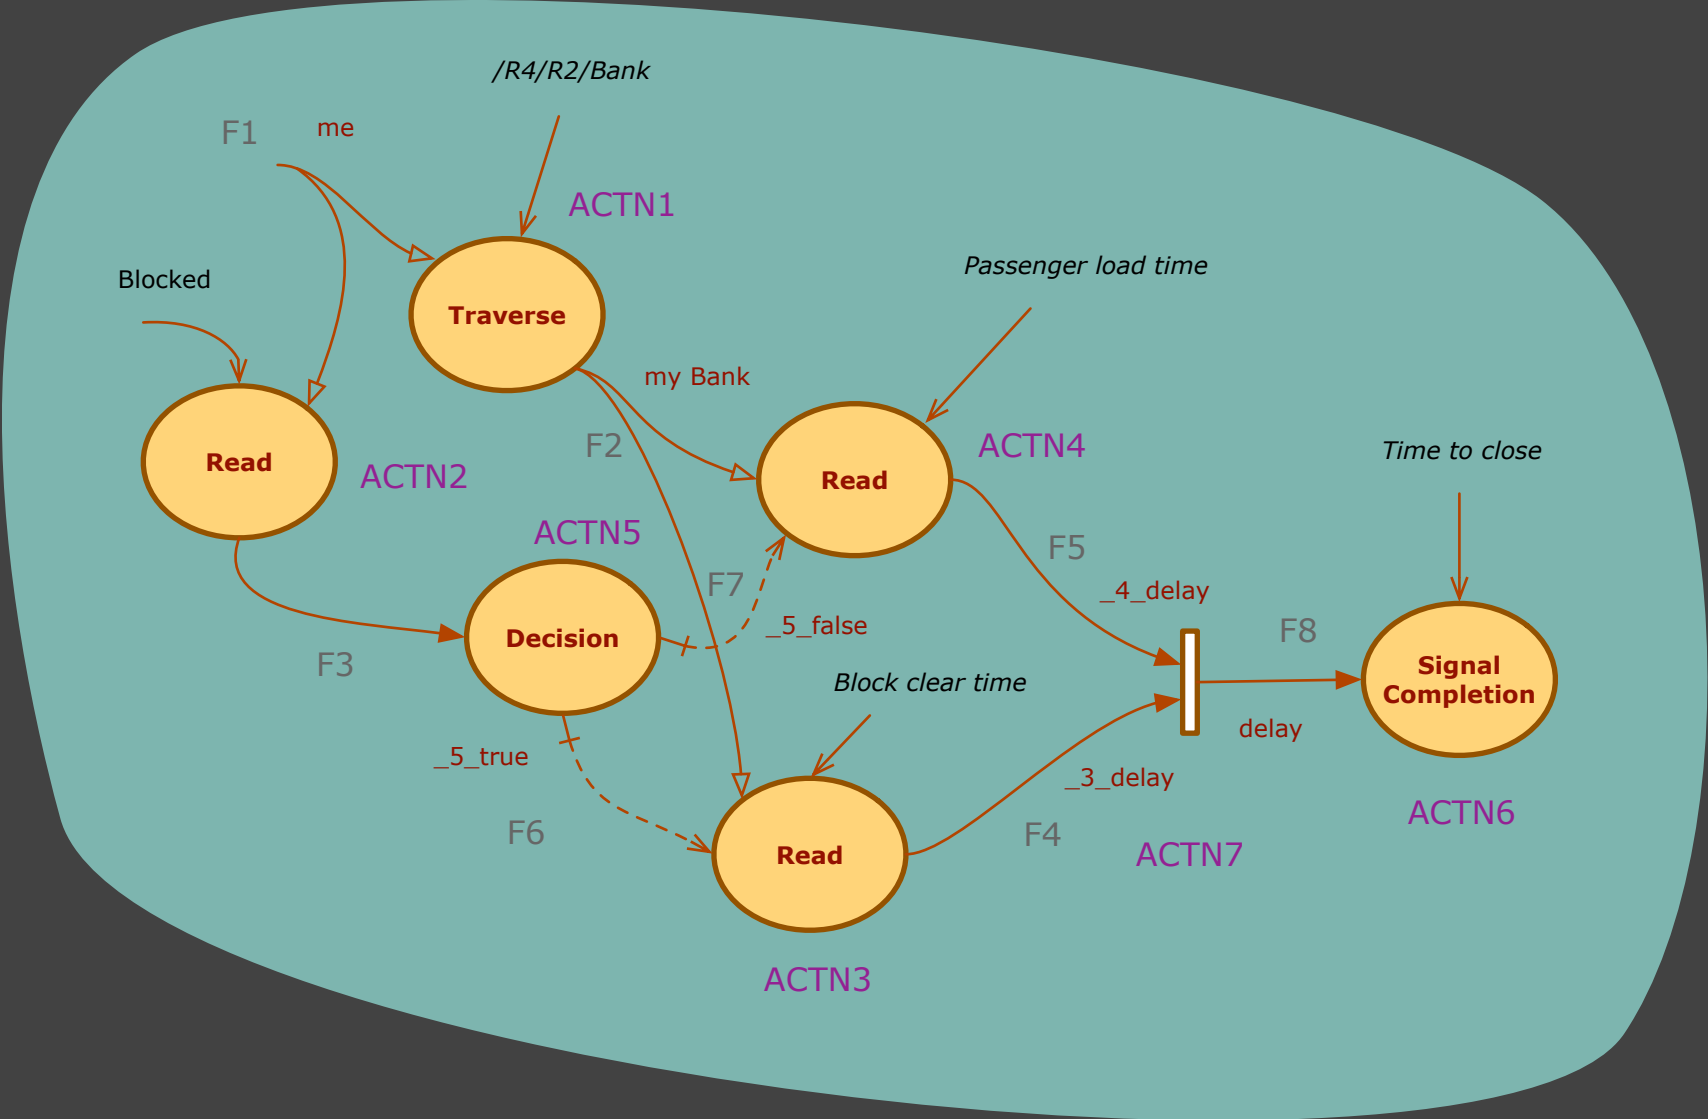 /R4/R2/Bank
F1
me
ACTN1
Passenger load time
Blocked
Traverse
my Bank
F2
ACTN4
Time to close
Read
ACTN2
Read
ACTN5
F5
F7
_4_delay
_5_false
F8
Decision
F3
Signal
Completion
Block clear time
delay
_5_true
_3_delay
F6
F4
ACTN6
Read
ACTN7
ACTN3